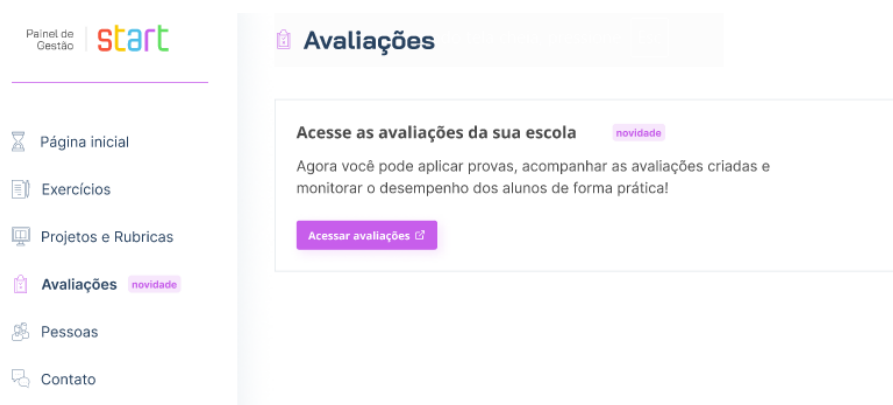 Painel de
Gestão
start
Página inicial
Exercícios
Projetos e Rubricas
Avaliações novidade
Pessoas
Contato
Avaliações
Acesse as avaliações da sua escola novidade
Agora você pode aplicar provas, acompanhar as avaliações criadas e
monitorar o desempenho dos alunos de forma prática!
Acessar avaliações